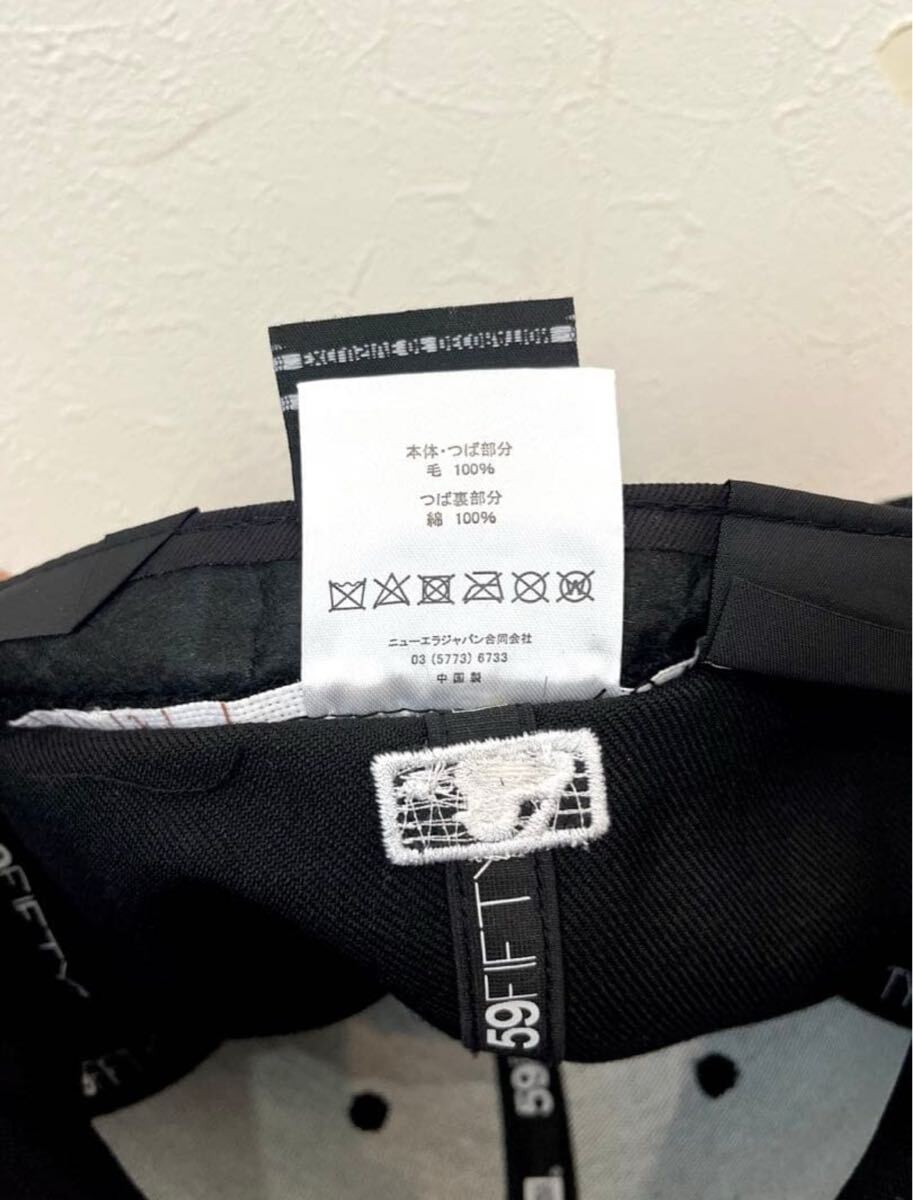 EXCLUSIVE OF DECORATION
本体・つば部分
毛 100%
つば裏部分
綿 100%
W
ニューエラジャパン合同会社
03 (5773) 6733
中国製
59FIFTY
59
9FIFTY